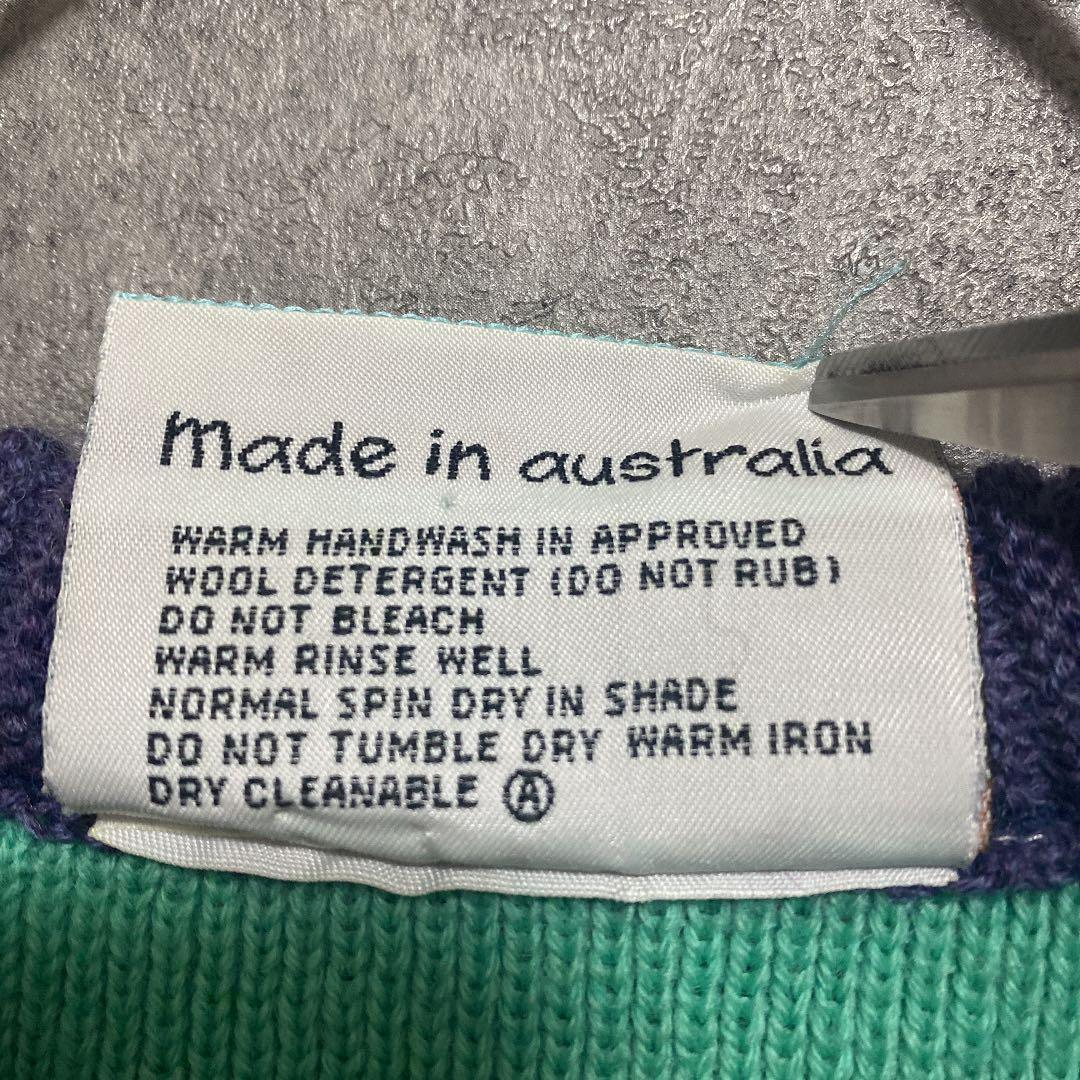 made in australia
WARM HANDWASH IN APPROVED
WOOL DETERGENT (DO NOT RUB)
DO NOT BLEACH
WARM RINSE WELL
NORMAL SPIN DRY IN SHADE
DO NOT TUMBLE DRY WARM IRON
DRY CLEANABLE Ⓐ